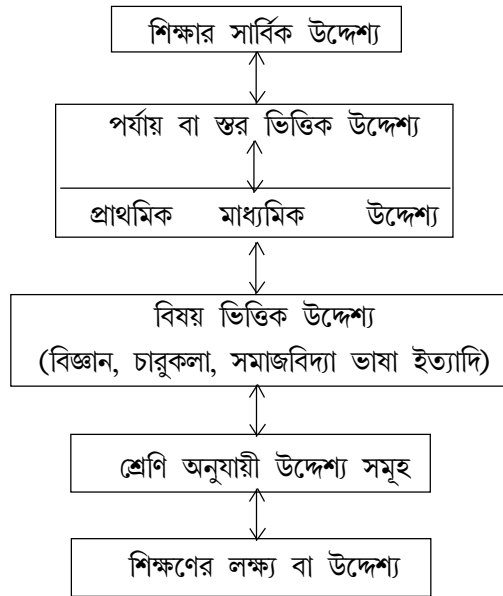 শিক্ষার সার্বিক উদ্দেশ্য
পর্যায় বা স্তর ভিত্তিক উদ্দেশ্য
প্রাথমিক মাধ্যমিক উদ্দেশ্য
বিষয় ভিত্তিক উদ্দেশ্য
(বিজ্ঞান, চারুকলা, সমাজবিদ্যা ভাষা ইত্যাদি)
শ্রেণি অনুযায়ী উদ্দেশ্য সমূহ
শিক্ষণের লক্ষ্য বা উদ্দেশ্য